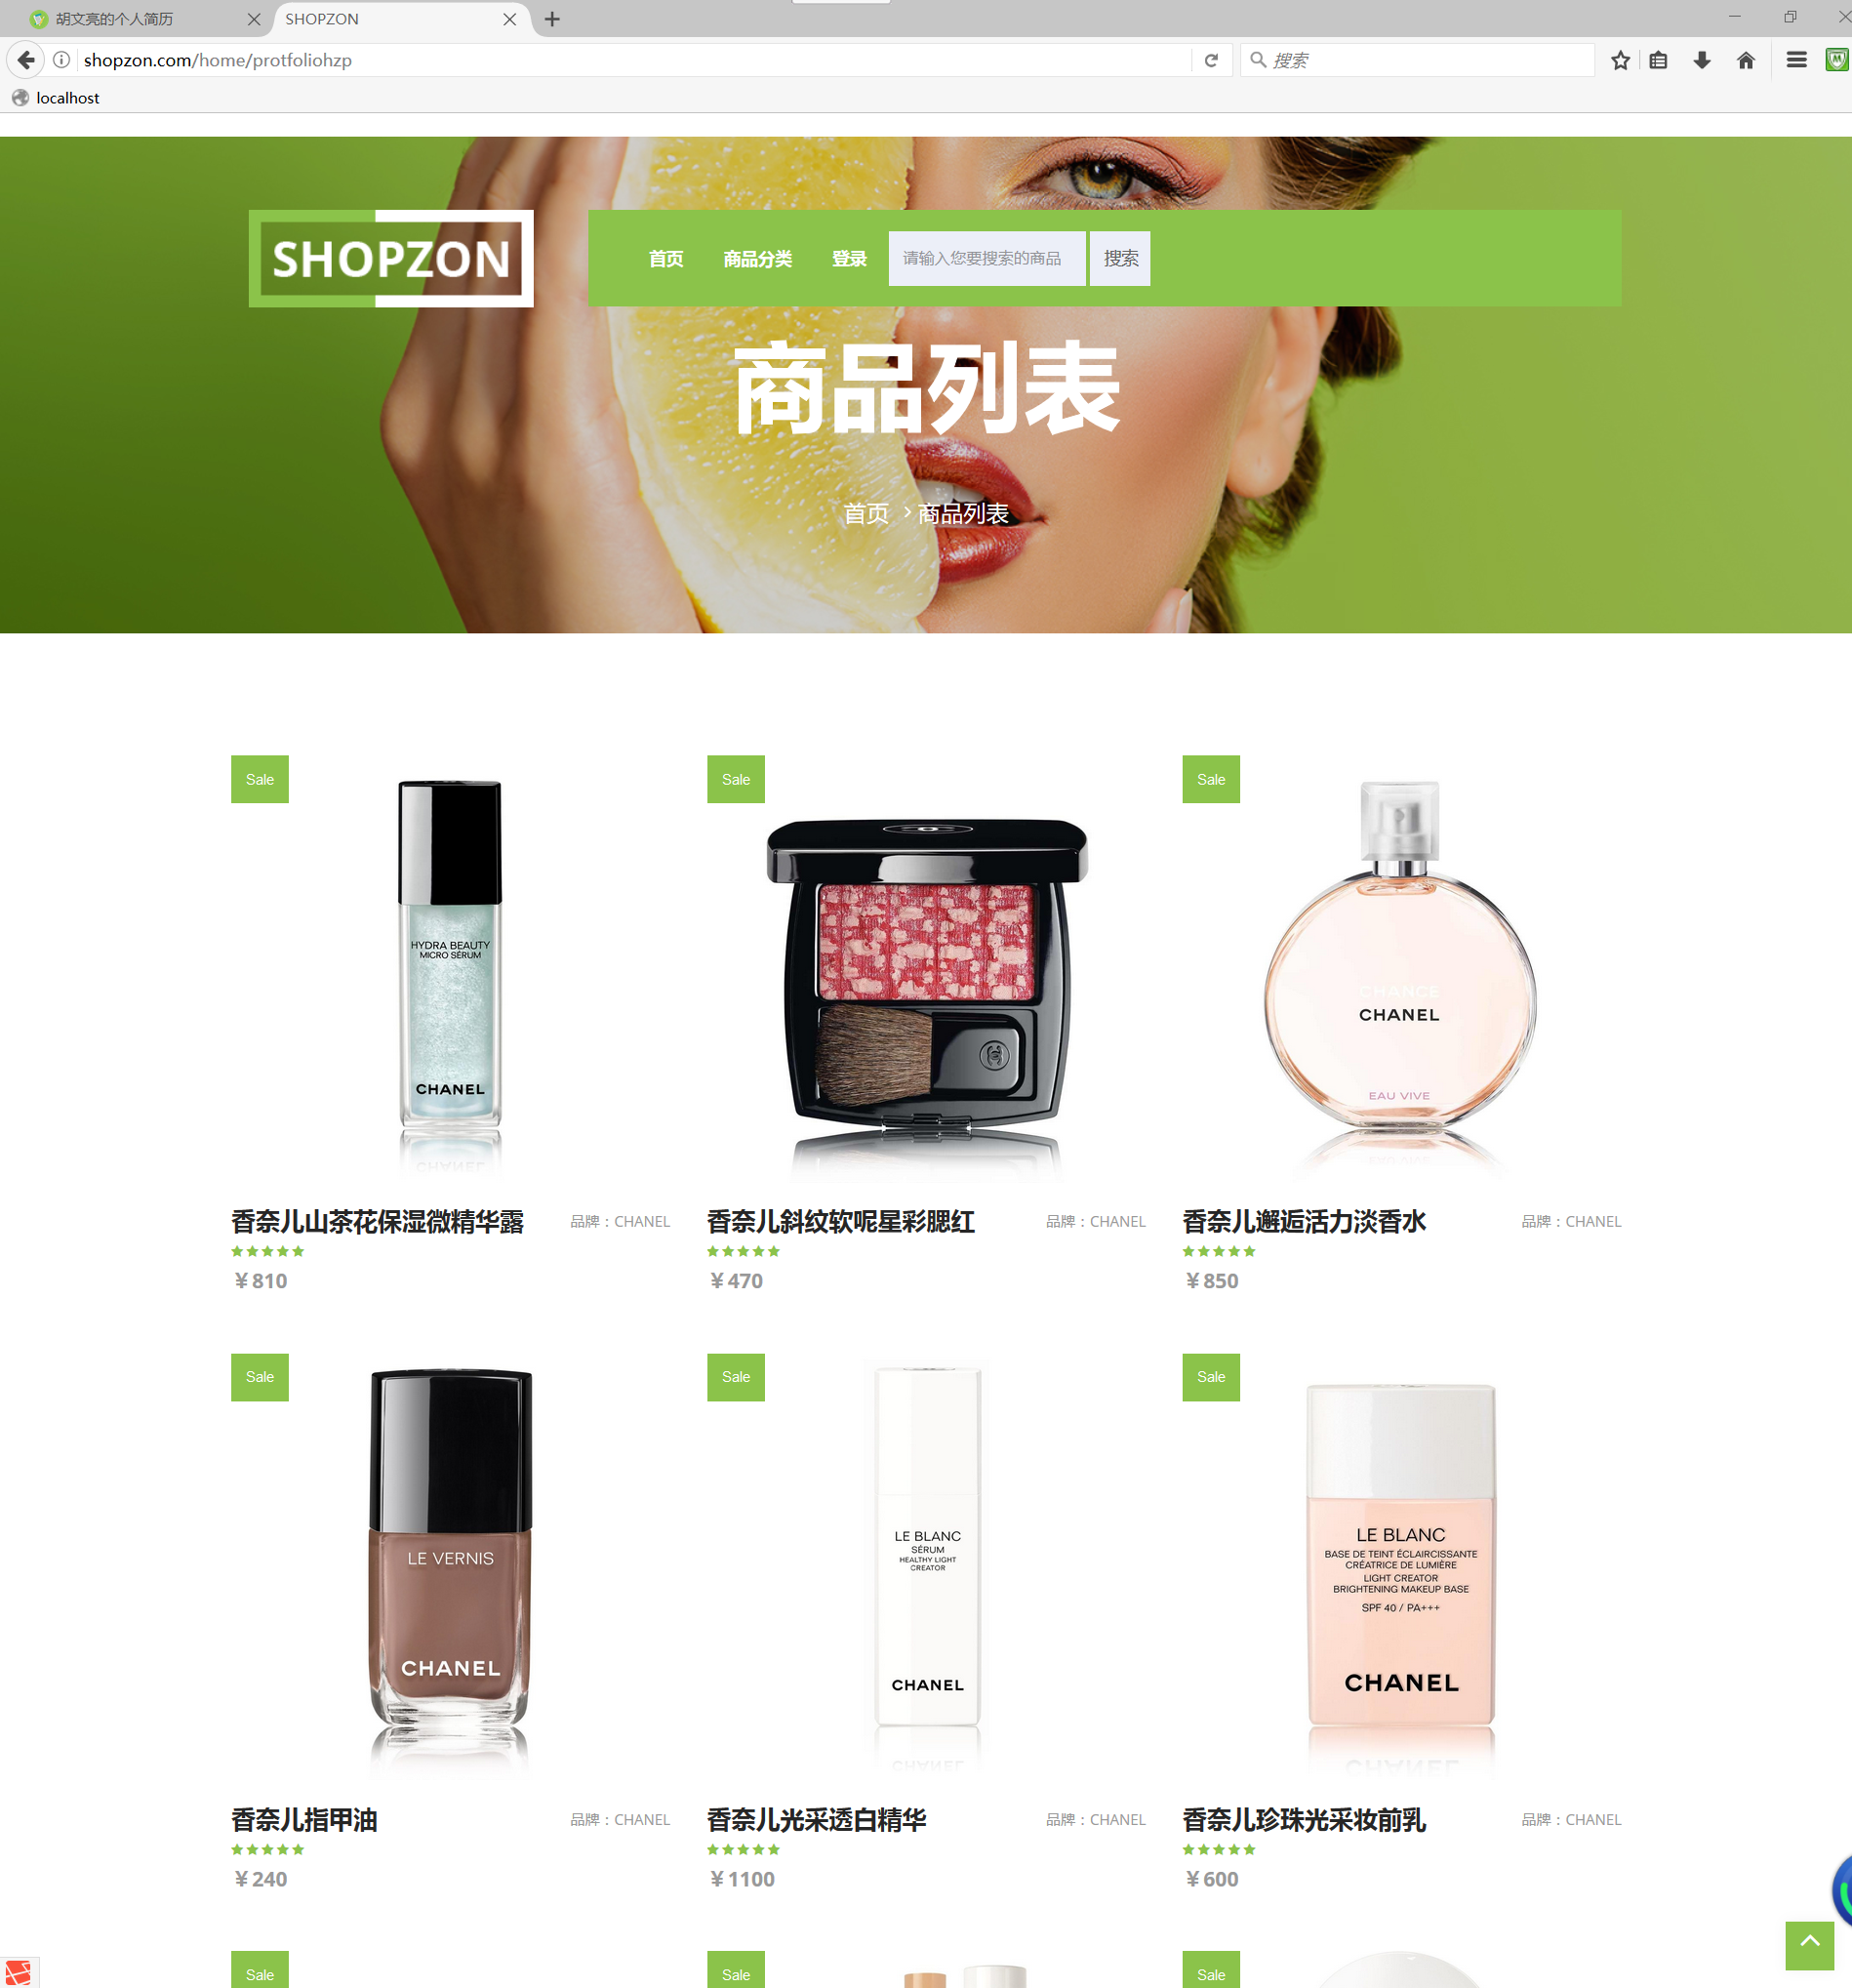 胡文亮的个人简历
SHOPZON
shopzon.com/home/protfoliohzp
搜索
localhost
SHOPZON
首页 商品分类 登录 请输入您要搜索的商品 搜索
商品列表
首页 > 商品列表
Sale Sale Sale
HYDRA BEAUTY
MICRO SÉRUM
CHANEL
CHANCE
CHANEL
EAU VIVE
香奈儿山茶花保湿微精华露 品牌：CHANEL
¥810
香奈儿斜纹软呢星彩腮红 品牌：CHANEL
¥470
香奈儿邂逅活力淡香水 品牌：CHANEL
¥850
Sale Sale Sale
LE VERNIS
CHANEL
LE BLANC
SÉRUM
HEALTHY LIGHT
CREATOR
CHANEL
LE BLANC
BASE DE TEINT ÉCLAIRCISSANTE
CRÉATRICE DE LUMIÈRE
LIGHT CREATOR
BRIGHTENING MAKEUP BASE
SPF 40 / PA+++
CHANEL
香奈儿指甲油 品牌：CHANEL
¥240
香奈儿光采透白精华 品牌：CHANEL
¥1100
香奈儿珍珠光采妆前乳 品牌：CHANEL
¥600
Sale Sale Sale